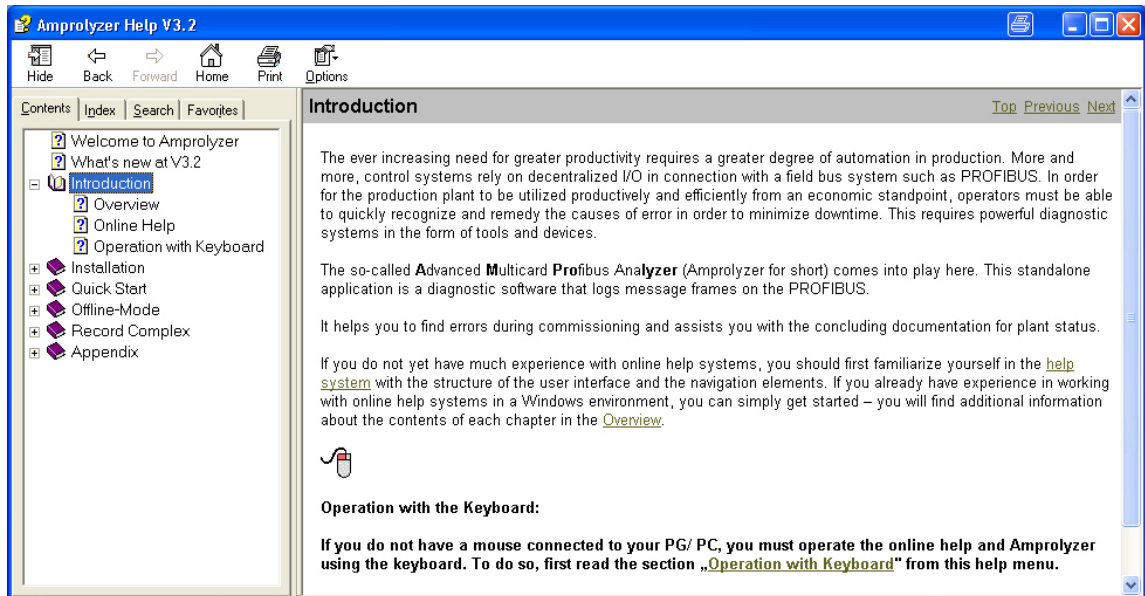 Amprolyzer Help V3.2
Hide Back Forward Home Print Options
Contents Index Search Favorites
Welcome to Amprolyzer
What's new at V3.2
Introduction
Overview
Online Help
Operation with Keyboard
Installation
Quick Start
Offline-Mode
Record Complex
Appendix
Introduction
Top Previous Next
The ever increasing need for greater productivity requires a greater degree of automation in production. More and
more, control systems rely on decentralized I/O in connection with a field bus system such as PROFIBUS. In order
for the production plant to be utilized productively and efficiently from an economic standpoint, operators must be able
to quickly recognize and remedy the causes of error in order to minimize downtime. This requires powerful diagnostic
systems in the form of tools and devices.
The so-called Advanced Multicard Profibus Analyzer (Amprolyzer for short) comes into play here. This standalone
application is a diagnostic software that logs message frames on the PROFIBUS.
It helps you to find errors during commissioning and assists you with the concluding documentation for plant status.
If you do not yet have much experience with online help systems, you should first familiarize yourself in the help
system with the structure of the user interface and the navigation elements. If you already have experience in working
with online help systems in a Windows environment, you can simply get started – you will find additional information
about the contents of each chapter in the Overview.
Operation with the Keyboard:
If you do not have a mouse connected to your PG/ PC, you must operate the online help and Amprolyzer
using the keyboard. To do so, first read the section „Operation with Keyboard" from this help menu.